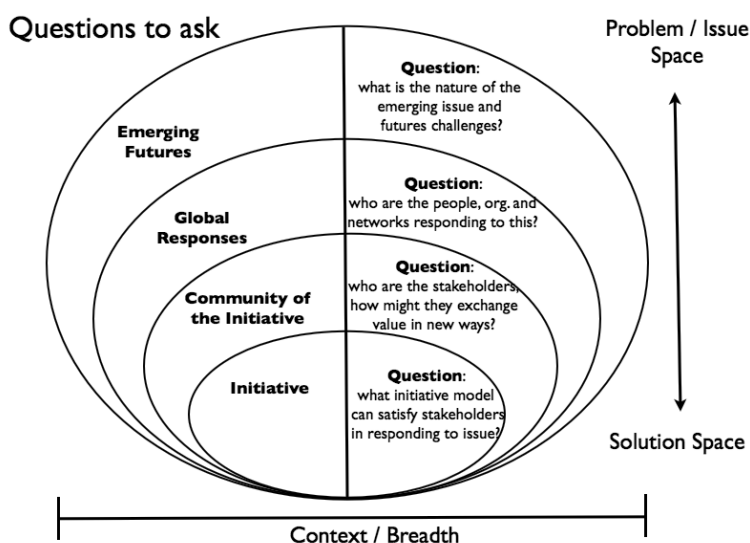 Questions to ask
Problem / Issue
Space
Question:
what is the nature of the
emerging issue and
futures challenges?
Emerging
Futures
Question:
who are the people, org. and
networks responding to this?
Global
Responses
Question:
who are the stakeholders,
how might they exchange
value in new ways?
Community of
the Initiative
Question:
what initiative model
can satisfy stakeholders
in responding to issue?
Initiative
Solution Space
Context / Breadth